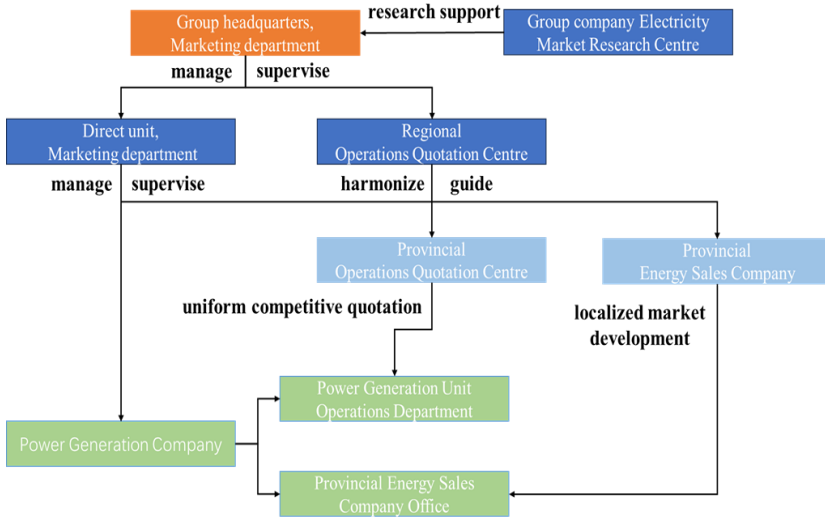 research support
Group headquarters,
Marketing department
Group company Electricity
Market Research Centre
manage supervise
Direct unit,
Marketing department
Regional
Operations Quotation Centre
manage supervise
harmonize guide
Provincial
Operations Quotation Centre
Provincial
Energy Sales Company
uniform competitive quotation
localized market
development
Power Generation Unit
Operations Department
Power Generation Company
Provincial Energy Sales
Company Office